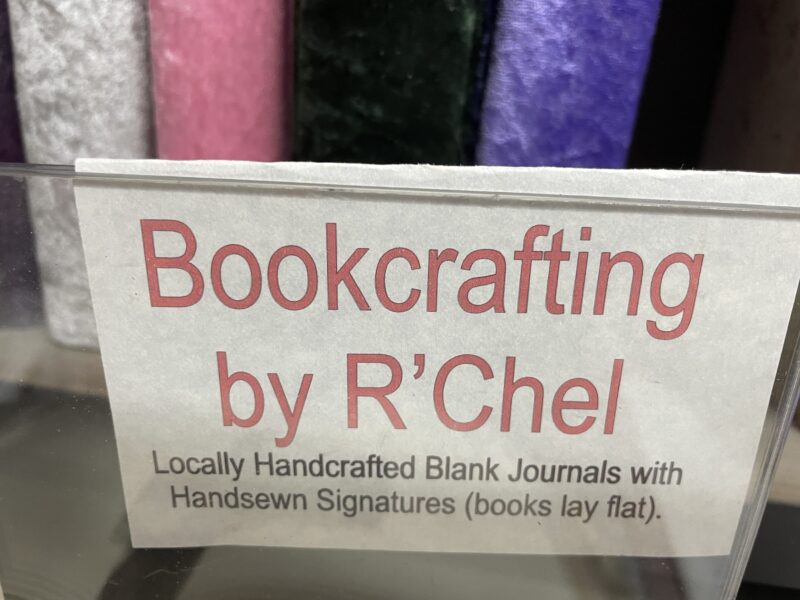 Bookcrafting
by R’Chel
Locally Handcrafted Blank Journals with
Handsewn Signatures (books lay flat).